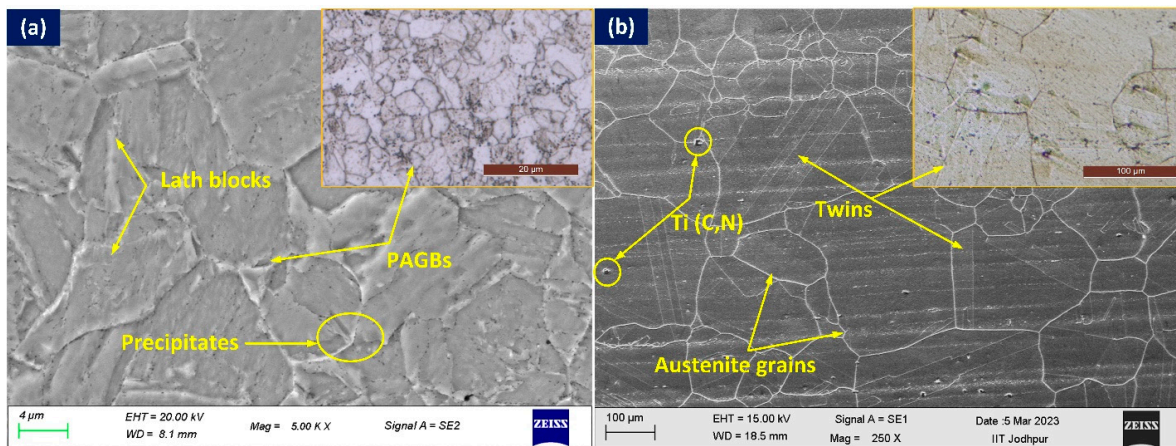 (a)
20 μm
Lath blocks
PAGBs
Precipitates
4 μm
EHT = 20.00 kV
WD = 8.1 mm
Mag = 5.00 K X
Signal A = SE2
ZEISS
(b)
100 μm
Ti (C,N)
Twins
Austenite grains
100 μm
EHT = 15.00 kV
WD = 18.5 mm
Signal A = SE1
Mag = 250 X
Date :5 Mar 2023
IIT Jodhpur
ZEISS